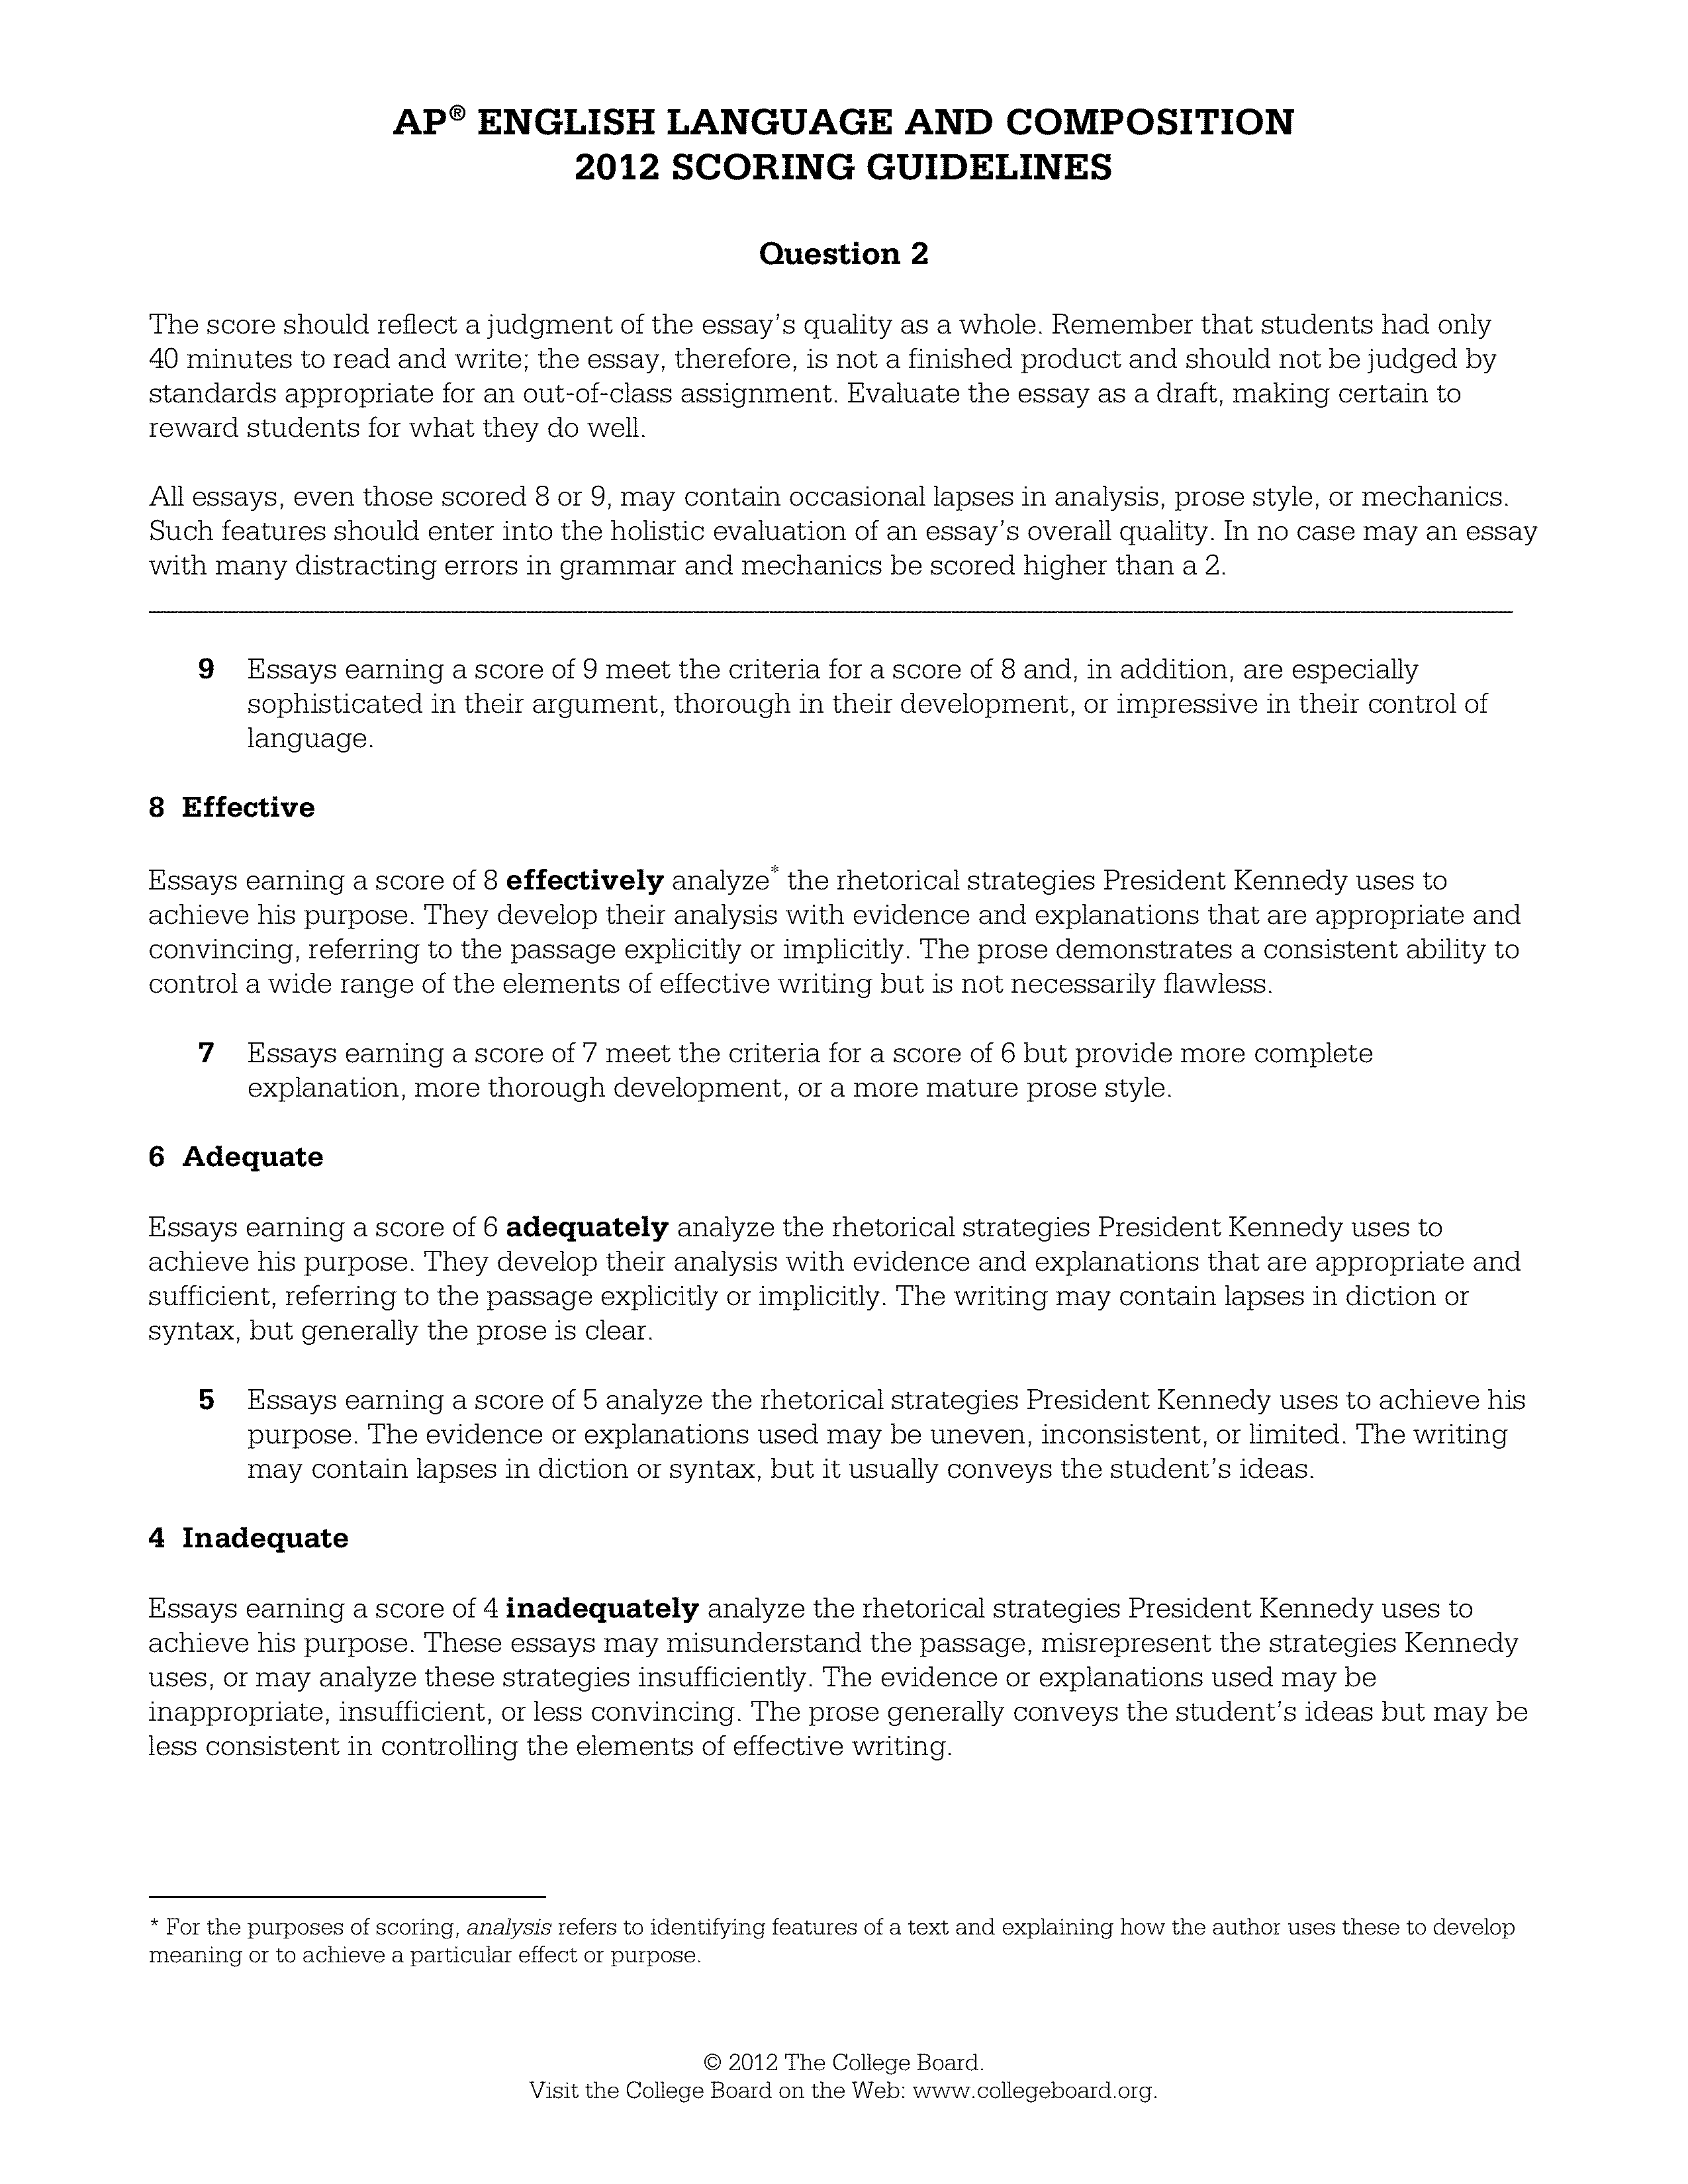 AP® ENGLISH LANGUAGE AND COMPOSITION
2012 SCORING GUIDELINES
Question 2
The score should reflect a judgment of the essay’s quality as a whole. Remember that students had only
40 minutes to read and write; the essay, therefore, is not a finished product and should not be judged by
standards appropriate for an out-of-class assignment. Evaluate the essay as a draft, making certain to
reward students for what they do well.
All essays, even those scored 8 or 9, may contain occasional lapses in analysis, prose style, or mechanics.
Such features should enter into the holistic evaluation of an essay’s overall quality. In no case may an essay
with many distracting errors in grammar and mechanics be scored higher than a 2.
9 Essays earning a score of 9 meet the criteria for a score of 8 and, in addition, are especially
sophisticated in their argument, thorough in their development, or impressive in their control of
language.
8 Effective
Essays earning a score of 8 effectively analyze* the rhetorical strategies President Kennedy uses to
achieve his purpose. They develop their analysis with evidence and explanations that are appropriate and
convincing, referring to the passage explicitly or implicitly. The prose demonstrates a consistent ability to
control a wide range of the elements of effective writing but is not necessarily flawless.
7 Essays earning a score of 7 meet the criteria for a score of 6 but provide more complete
explanation, more thorough development, or a more mature prose style.
6 Adequate
Essays earning a score of 6 adequately analyze the rhetorical strategies President Kennedy uses to
achieve his purpose. They develop their analysis with evidence and explanations that are appropriate and
sufficient, referring to the passage explicitly or implicitly. The writing may contain lapses in diction or
syntax, but generally the prose is clear.
5 Essays earning a score of 5 analyze the rhetorical strategies President Kennedy uses to achieve his
purpose. The evidence or explanations used may be uneven, inconsistent, or limited. The writing
may contain lapses in diction or syntax, but it usually conveys the student’s ideas.
4 Inadequate
Essays earning a score of 4 inadequately analyze the rhetorical strategies President Kennedy uses to
achieve his purpose. These essays may misunderstand the passage, misrepresent the strategies Kennedy
uses, or may analyze these strategies insufficiently. The evidence or explanations used may be
inappropriate, insufficient, or less convincing. The prose generally conveys the student’s ideas but may be
less consistent in controlling the elements of effective writing.
* For the purposes of scoring, analysis refers to identifying features of a text and explaining how the author uses these to develop
meaning or to achieve a particular effect or purpose.
© 2012 The College Board.
Visit the College Board on the Web: www.collegeboard.org.